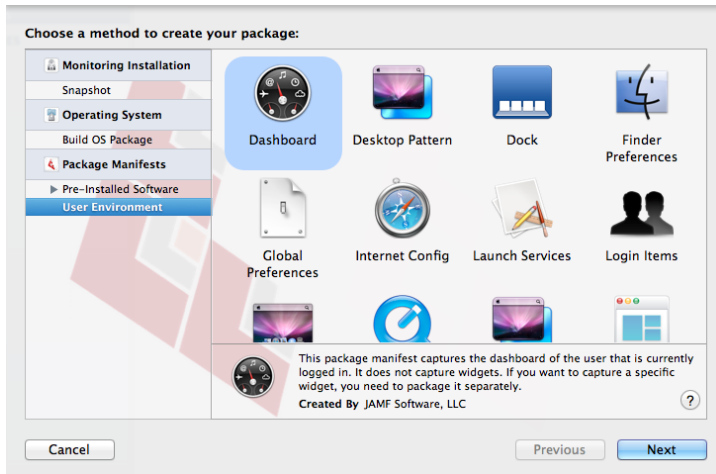 Choose a method to create your package:
Monitoring Installation
Snapshot
Operating System
Build OS Package
Package Manifests
Pre-Installed Software
User Environment
Dashboard
Desktop Pattern
Dock
Finder
Preferences
Global
Preferences
Internet Config
Launch Services
Login Items
This package manifest captures the dashboard of the user that is currently
logged in. It does not capture widgets. If you want to capture a specific
widget, you need to package it separately.
Created By JAMF Software, LLC
?
Cancel
Previous
Next